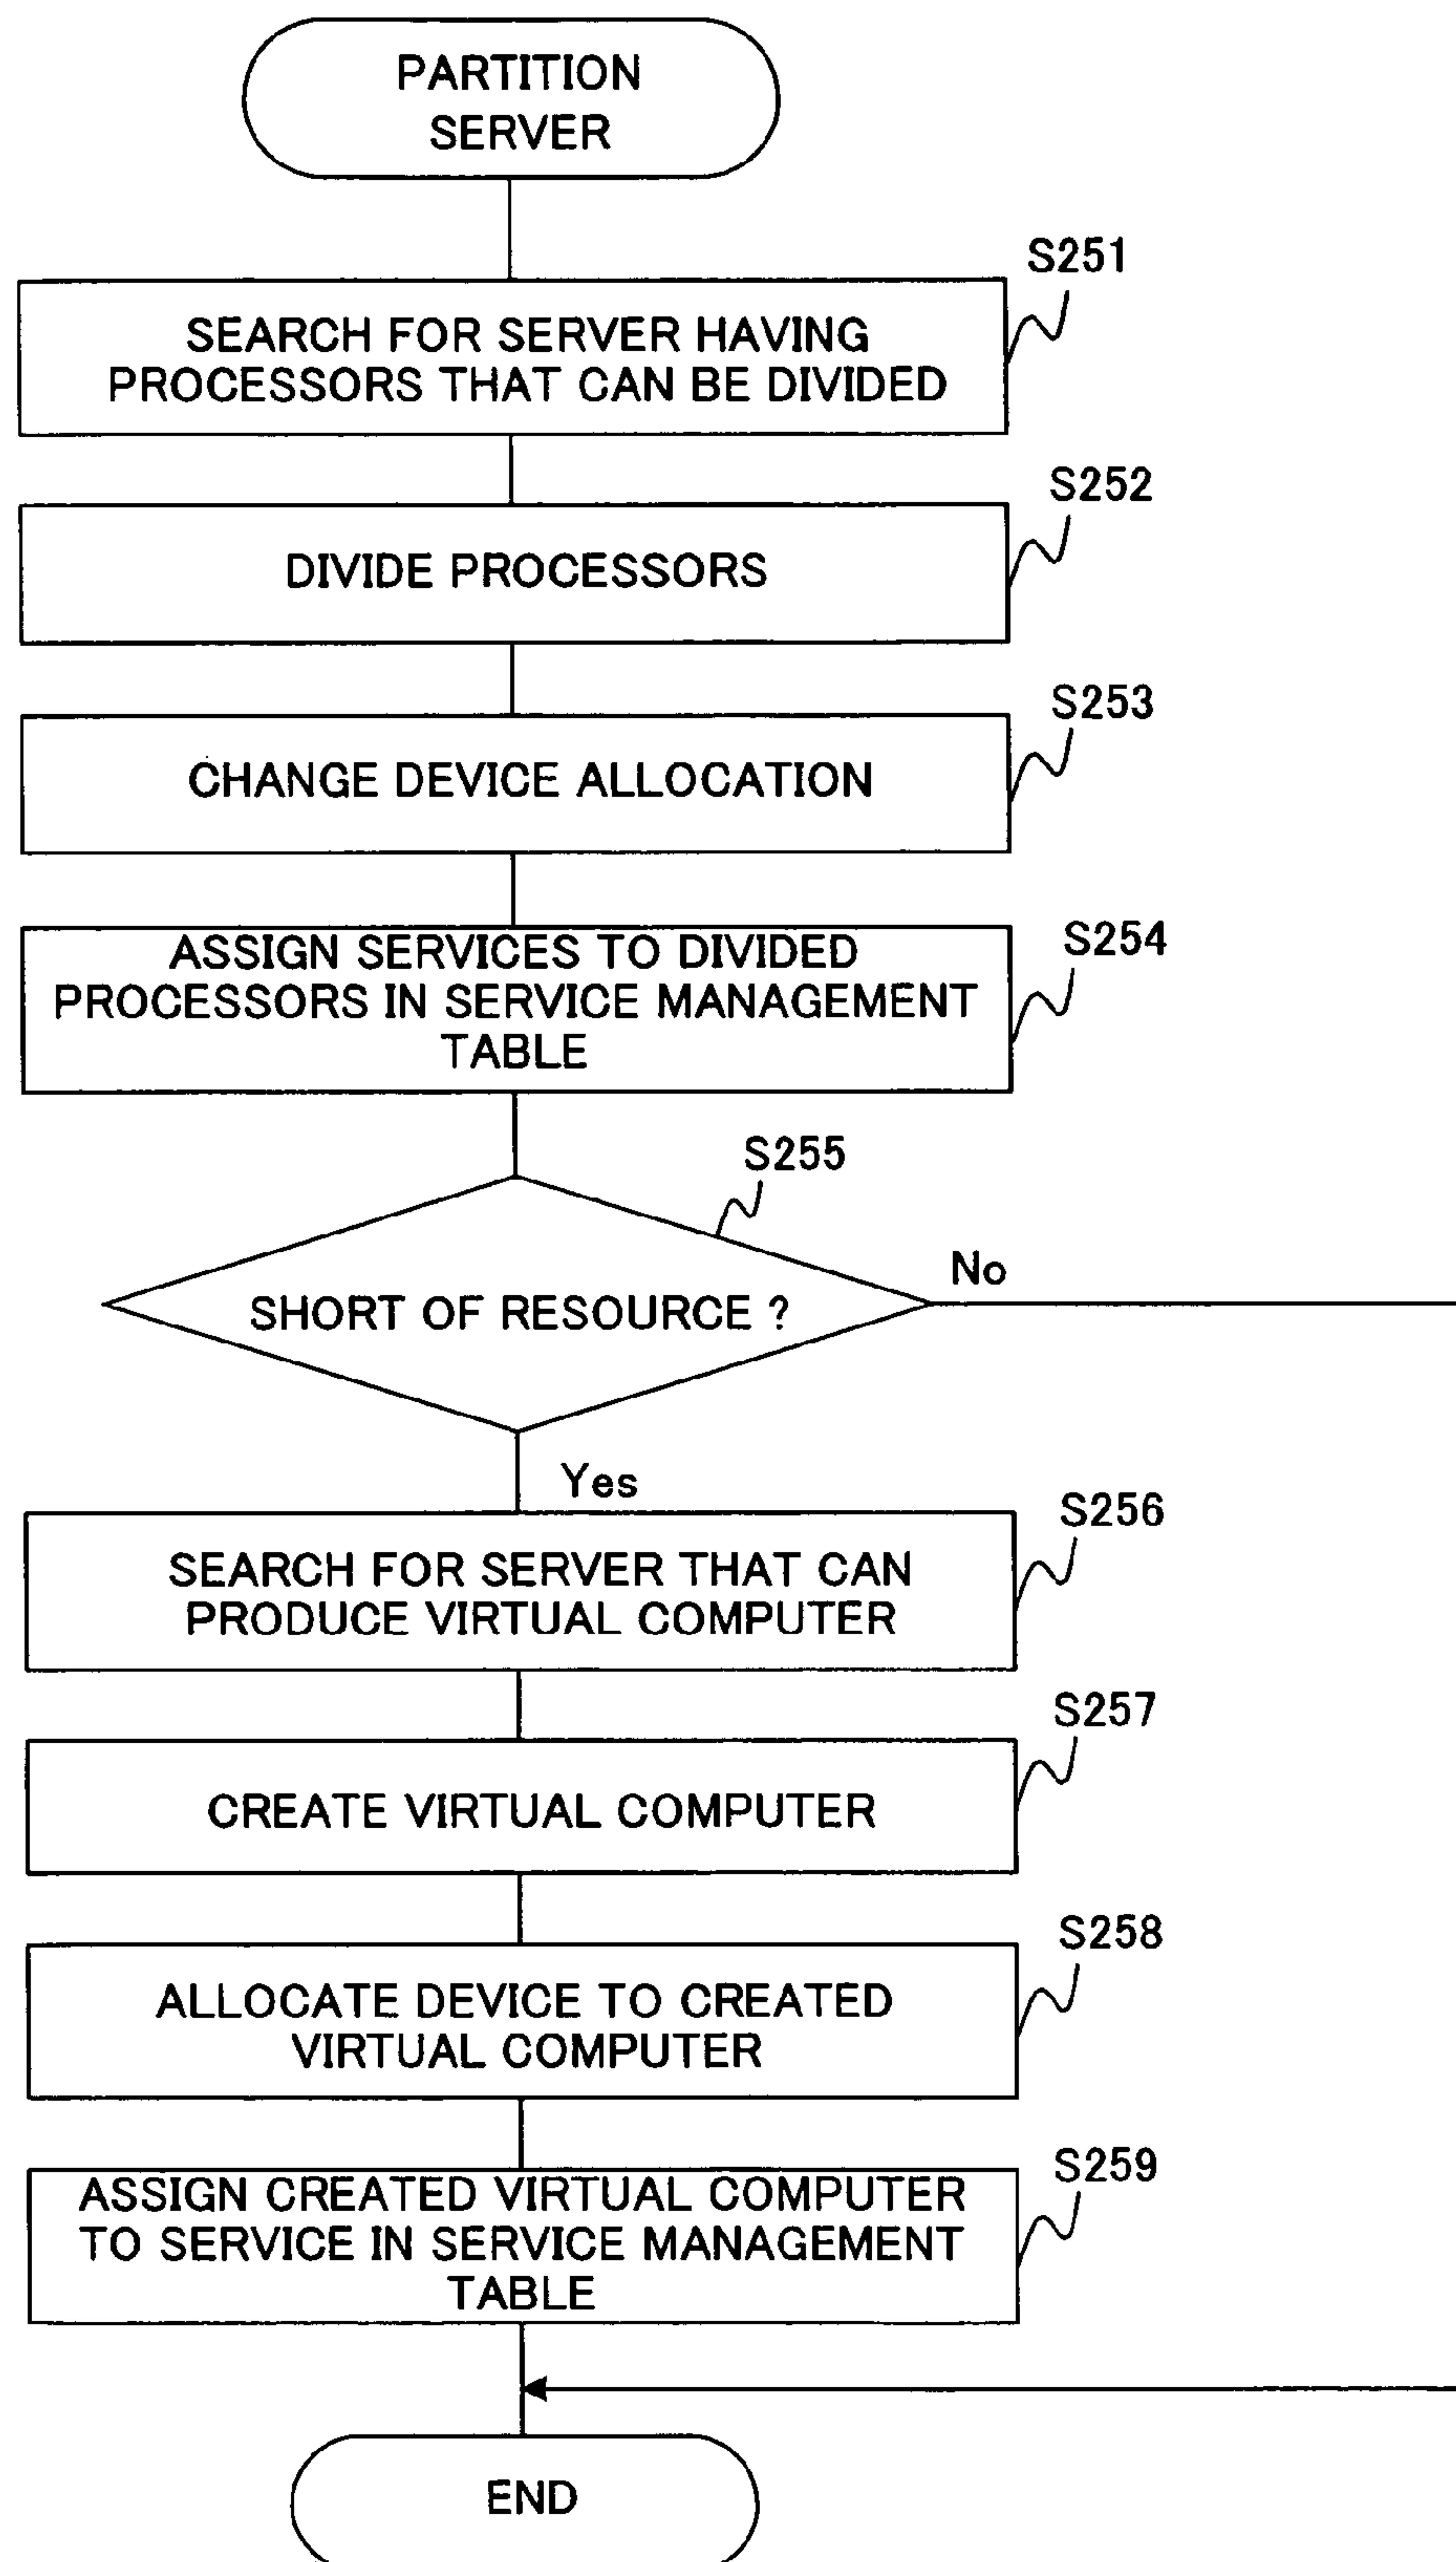 PARTITION
SERVER
S251
SEARCH FOR SERVER HAVING
PROCESSORS THAT CAN BE DIVIDED
S252
DIVIDE PROCESSORS
S253
CHANGE DEVICE ALLOCATION
S254
ASSIGN SERVICES TO DIVIDED
PROCESSORS IN SERVICE MANAGEMENT
TABLE
S255
SHORT OF RESOURCE ?
No
Yes
S256
SEARCH FOR SERVER THAT CAN
PRODUCE VIRTUAL COMPUTER
S257
CREATE VIRTUAL COMPUTER
S258
ALLOCATE DEVICE TO CREATED
VIRTUAL COMPUTER
S259
ASSIGN CREATED VIRTUAL COMPUTER
TO SERVICE IN SERVICE MANAGEMENT
TABLE
END